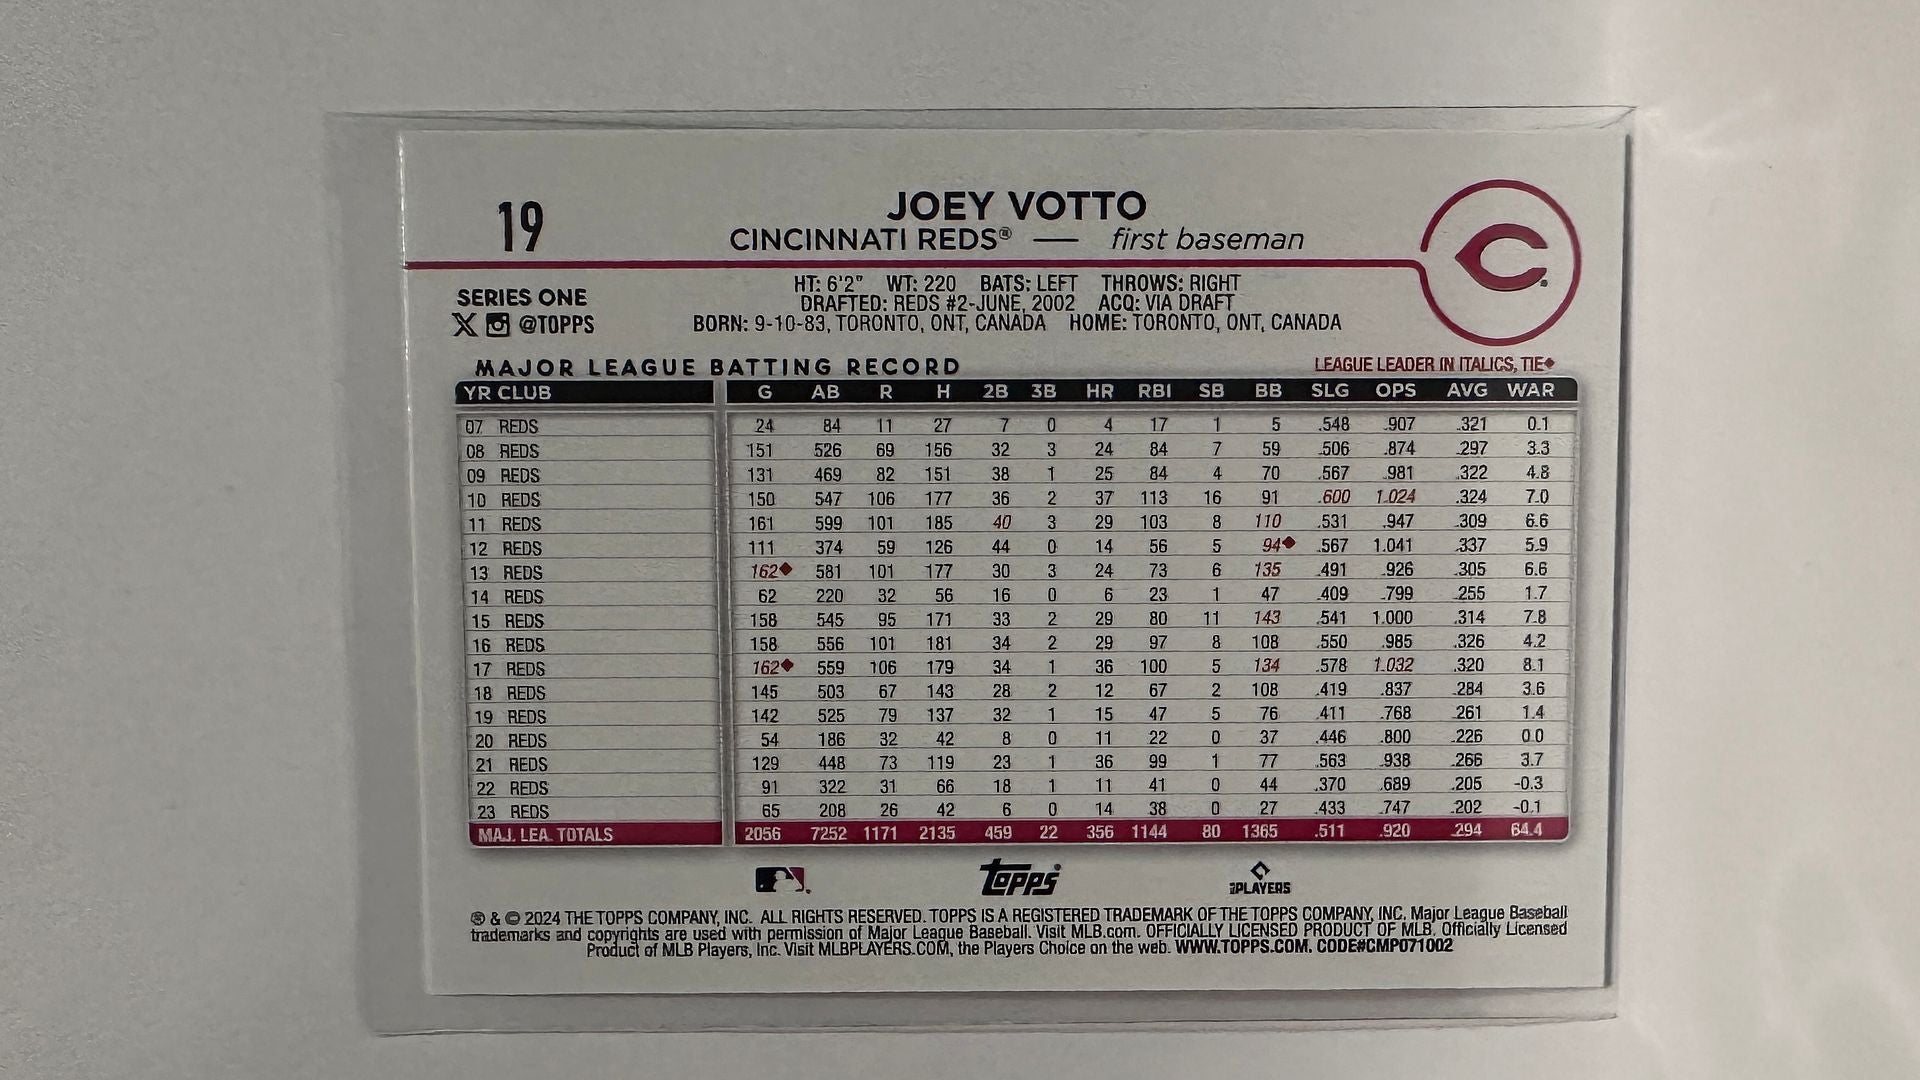 19
JOEY VOTTO
CINCINNATI REDS® — first baseman
HT: 6'2" WT: 220 BATS: LEFT THROWS: RIGHT
DRAFTED: REDS #2-JUNE, 2002 ACQ: VIA DRAFT
BORN: 9-10-83, TORONTO, ONT, CANADA HOME: TORONTO, ONT, CANADA
SERIES ONE
X @TOPPS
C
MAJOR LEAGUE BATTING RECORD
LEAGUE LEADER IN ITALICS, TIE◆
YR CLUB G AB R H 2B 3B HR RBI SB BB SLG OPS AVG WAR
07 REDS 24 84 11 27 7 0 4 17 1 5 .548 .907 .321 0.1
08 REDS 151 526 69 156 32 3 24 84 7 59 .506 .874 .297 3.3
09 REDS 131 469 82 151 38 1 25 84 4 70 .567 .981 .322 4.8
10 REDS 150 547 106 177 36 2 37 113 16 91 .600 1.024 .324 7.0
11 REDS 161 599 101 185 40 3 29 103 8 110 .531 .947 .309 6.6
12 REDS 111 374 59 126 44 0 14 56 5 94◆ .567 1.041 .337 5.9
13 REDS 162◆ 581 101 177 30 3 24 73 6 135 .491 .926 .305 6.6
14 REDS 62 220 32 56 16 0 6 23 1 47 .409 .799 .255 1.7
15 REDS 158 545 95 171 33 2 29 80 11 143 .541 1.000 .314 7.8
16 REDS 158 556 101 181 34 2 29 97 8 108 .550 .985 .326 4.2
17 REDS 162◆ 559 106 179 34 1 36 100 5 134 .578 1.032 .320 8.1
18 REDS 145 503 67 143 28 2 12 67 2 108 .419 .837 .284 3.6
19 REDS 142 525 79 137 32 1 15 47 5 76 .411 .768 .261 1.4
20 REDS 54 186 32 42 8 0 11 22 0 37 .446 .800 .226 0.0
21 REDS 129 448 73 119 23 1 36 99 1 77 .563 .938 .266 3.7
22 REDS 91 322 31 66 18 1 11 41 0 44 .370 .689 .205 -0.3
23 REDS 65 208 26 42 6 0 14 38 0 27 .433 .747 .202 -0.1
MAJ. LEA. TOTALS 2056 7252 1171 2135 459 22 356 1144 80 1365 .511 .920 .294 64.4
Topps
PLAYERS
® & © 2024 THE TOPPS COMPANY, INC. ALL RIGHTS RESERVED. TOPPS IS A REGISTERED TRADEMARK OF THE TOPPS COMPANY, INC. Major League Baseball
trademarks and copyrights are used with permission of Major League Baseball. Visit MLB.com. OFFICIALLY LICENSED PRODUCT OF MLB. Officially Licensed
Product of MLB Players, Inc. Visit MLBPLAYERS.COM, the Players Choice on the web. WWW.TOPPS.COM. CODE#CMP071002